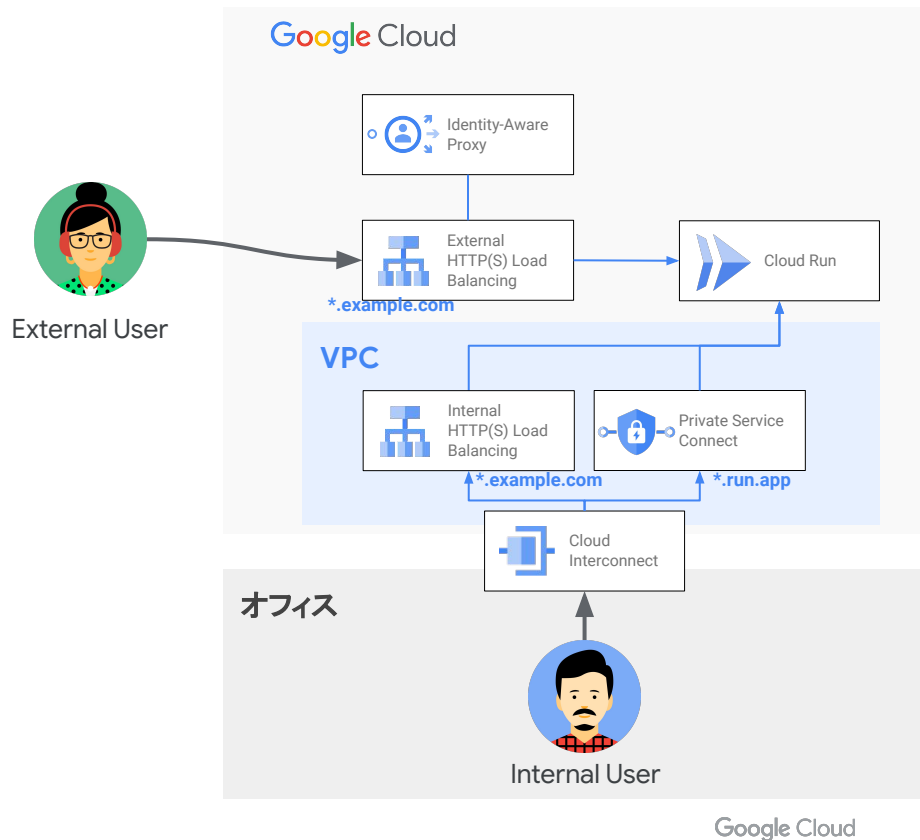 Google Cloud
Identity-Aware
Proxy
External
HTTP(S) Load
Balancing
Cloud Run
*.example.com
External User
VPC
Internal
HTTP(S) Load
Balancing
Private Service
Connect
*.example.com
*.run.app
Cloud
Interconnect
オフィス
Internal User
Google Cloud